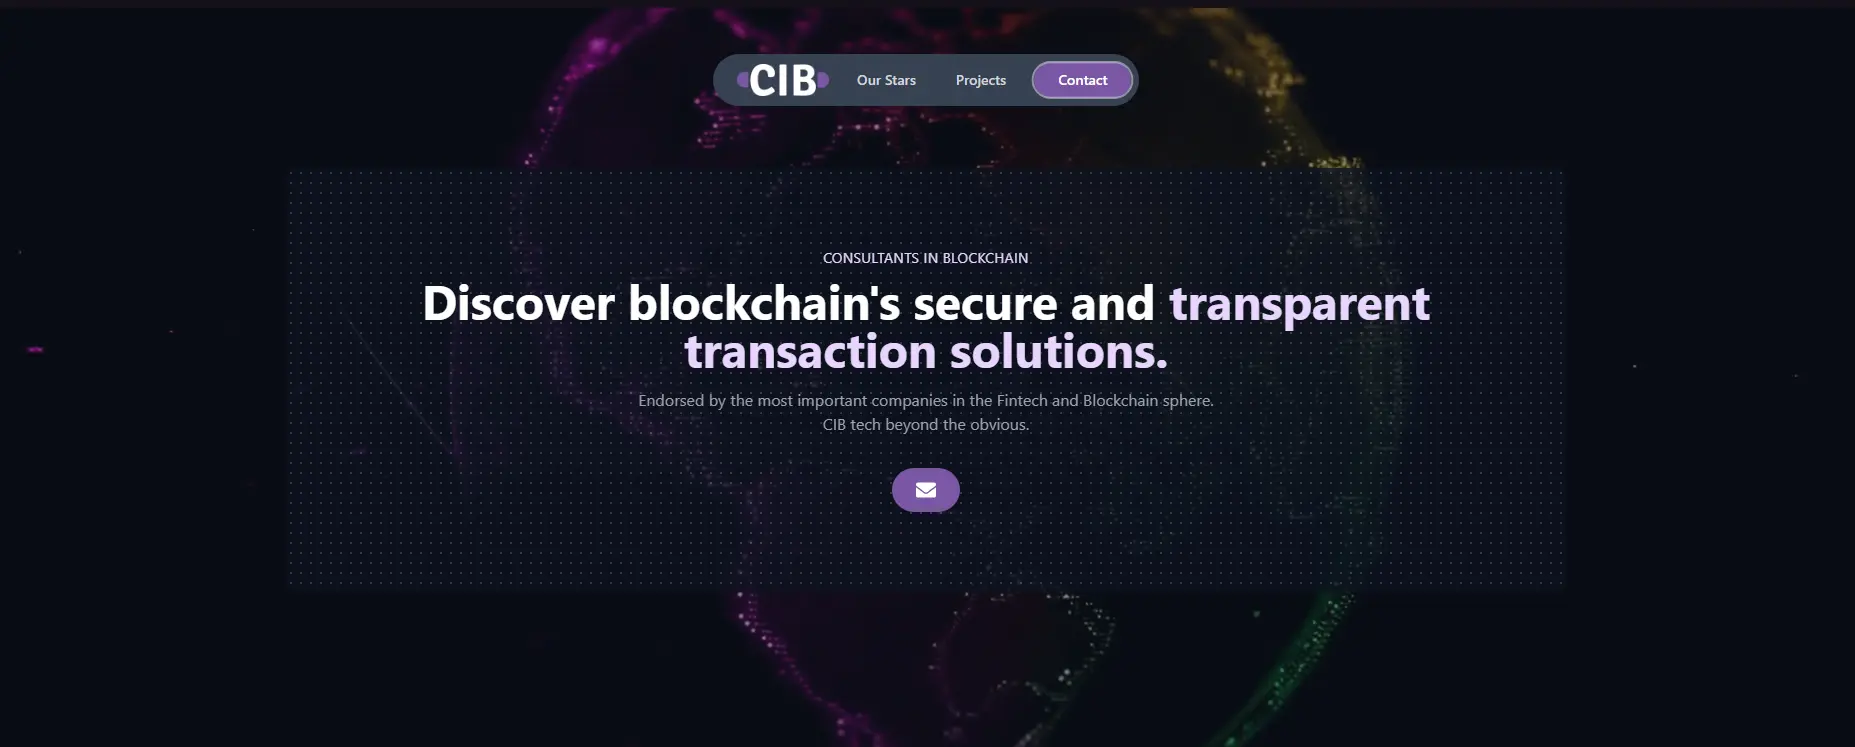 CIB
Our Stars
Projects
Contact
CONSULTANTS IN BLOCKCHAIN
Discover blockchain's secure and transparent
transaction solutions.
Endorsed by the most important companies in the Fintech and Blockchain sphere.
CIB tech beyond the obvious.